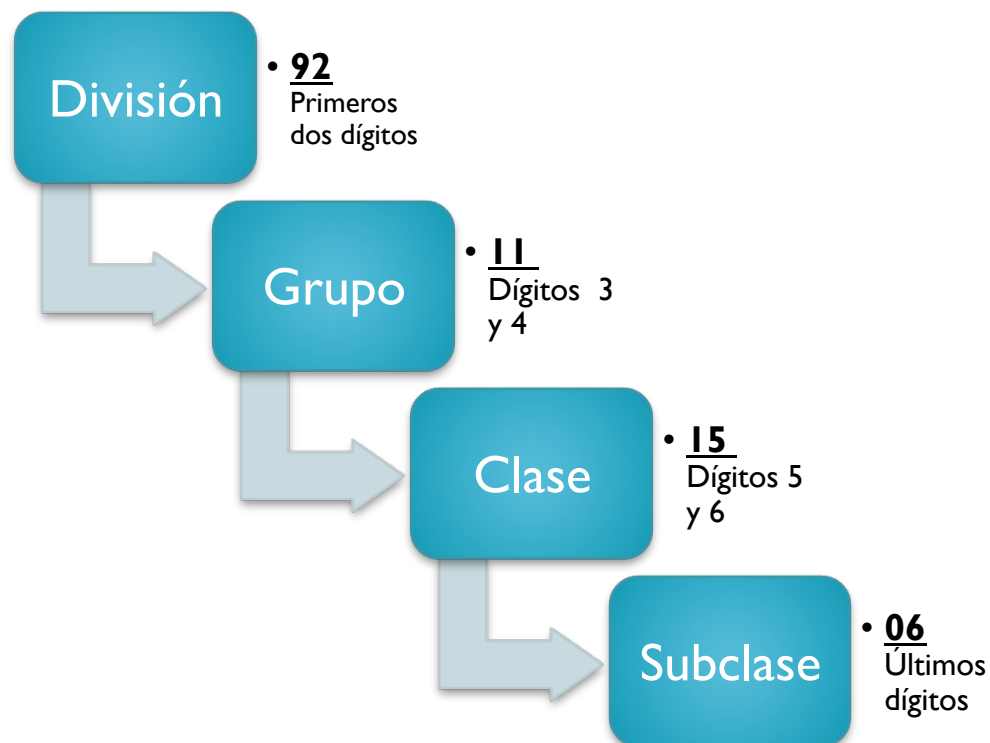 División
• 92
Primeros
dos dígitos
Grupo
• 11
Dígitos 3
y 4
Clase
• 15
Dígitos 5
y 6
Subclase
• 06
Últimos
dígitos